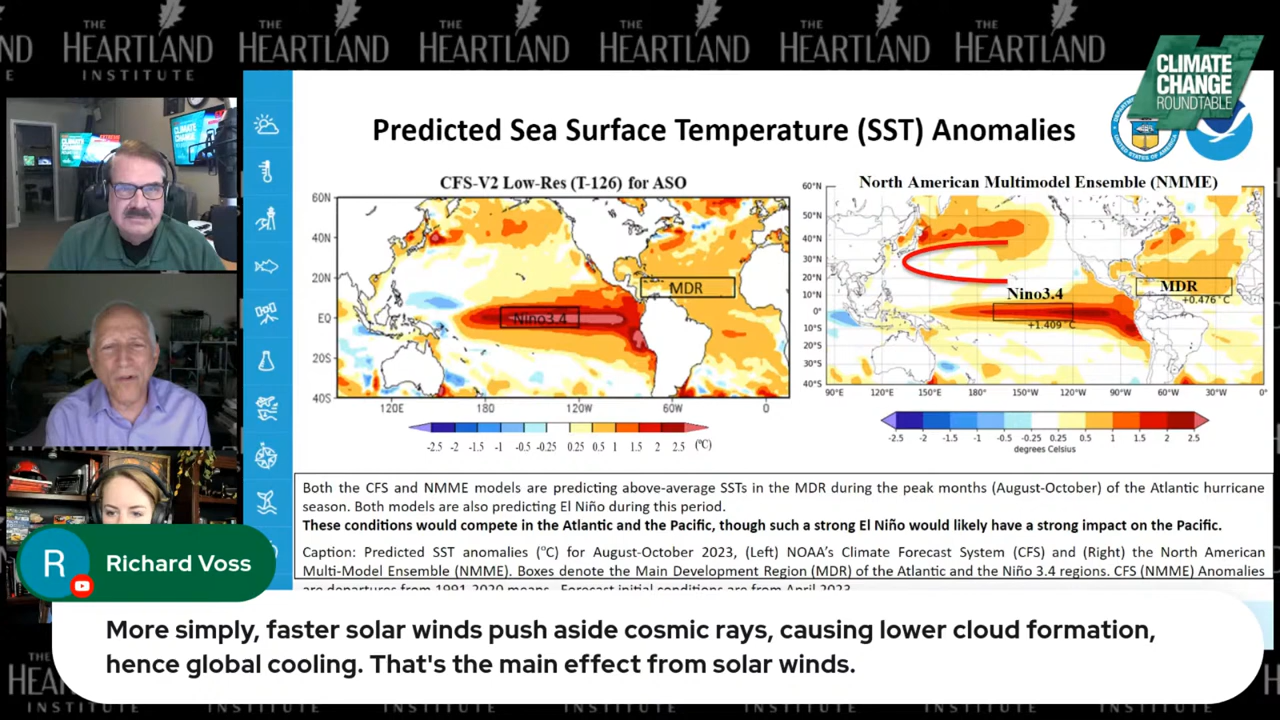 THE
HEARTLAND
INSTITUTE
CLIMATE
CHANGE
ROUNDTABLE
Predicted Sea Surface Temperature (SST) Anomalies
CFS-V2 Low-Res (T-126) for ASO
60N
40N
20N
EQ
20S
40S
120E
180
120W
60W
0
MDR
Nino3.4
-2.5 -2 -1.5 -1 -0.5 -0.25 0.25 0.5 1 1.5 2 2.5 (°C)
North American Multimodel Ensemble (NMME)
60°N
50°N
40°N
30°N
20°N
10°N
0°
10°S
20°S
30°S
40°S
90°E 120°E 150°E 180° 150°W 120°W 90°W 60°W 30°W 0°
Nino3.4
+1.409 °C
MDR
+0.476 °C
-2.5 -2 -1.5 -1 -0.5 -0.25 0.25 0.5 1 1.5 2 2.5
degrees Celsius
Both the CFS and NMME models are predicting above-average SSTs in the MDR during the peak months (August-October) of the Atlantic hurricane
season. Both models are also predicting El Niño during this period.
These conditions would compete in the Atlantic and the Pacific, though such a strong El Niño would likely have a strong impact on the Pacific.
Caption: Predicted SST anomalies (°C) for August-October 2023, (Left) NOAA's Climate Forecast System (CFS) and (Right) the North American
Multi-Model Ensemble (NMME). Boxes denote the Main Development Region (MDR) of the Atlantic and the Niño 3.4 regions. CFS (NMME) Anomalies
are departures from 1991-2020 means. Forecast initial conditions are from April 2023
R
Richard Voss
More simply, faster solar winds push aside cosmic rays, causing lower cloud formation,
hence global cooling. That's the main effect from solar winds.